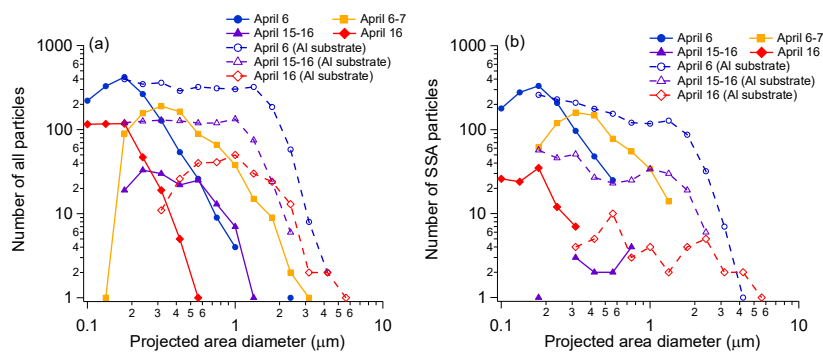 April 6
April 6-7
April 15-16
April 16
April 6 (Al substrate)
April 15-16 (Al substrate)
April 16 (Al substrate)
(a)
Number of all particles
1000
6
4
2
100
6
4
2
10
6
4
2
1
0.1
2
3
4
5
6
1
2
3
4
5
6
10
Projected area diameter (μm)
April 6
April 6-7
April 15-16
April 16
April 6 (Al substrate)
April 15-16 (Al substrate)
April 16 (Al substrate)
(b)
Number of SSA particles
1000
6
4
2
100
6
4
2
10
6
4
2
1
0.1
2
3
4
5
6
1
2
3
4
5
6
10
Projected area diameter (μm)